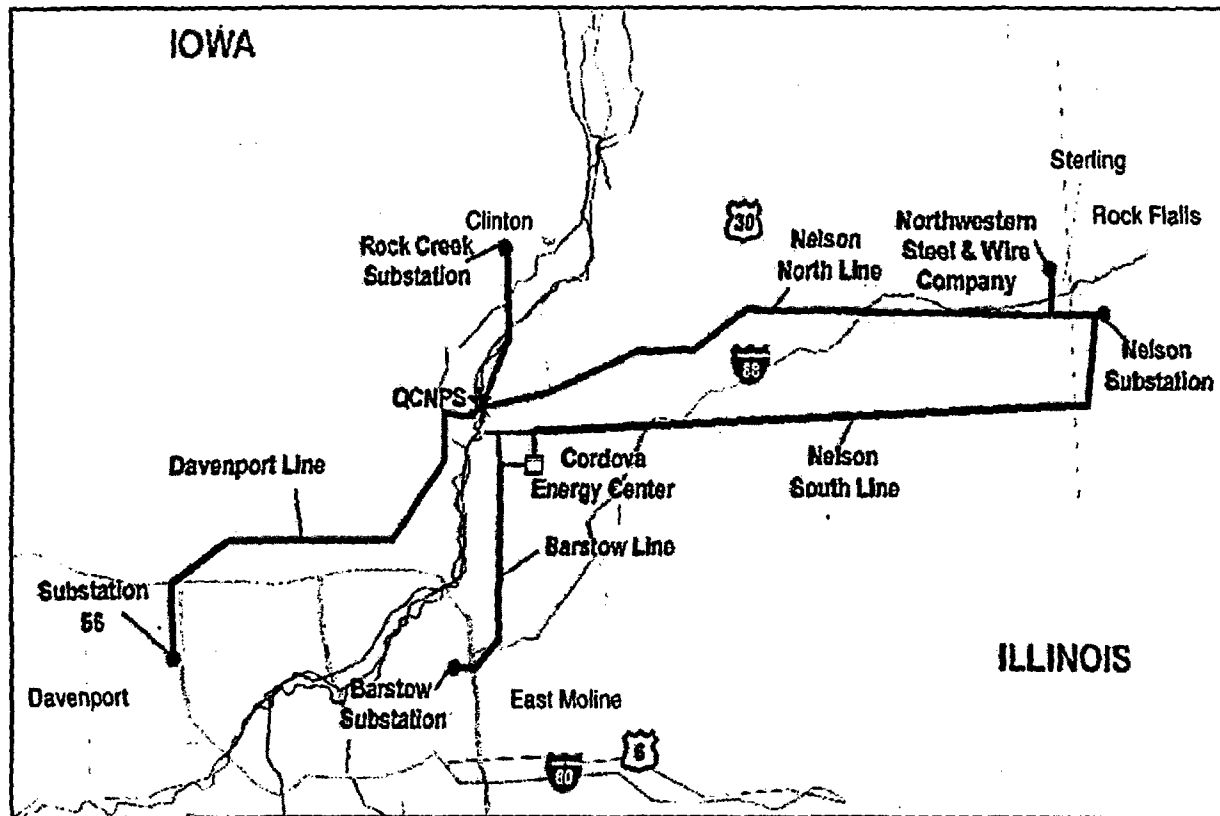 IOWA
Sterling
Clinton
Rock Creek
Substation
30
Nelson
North Line
Northwestern
Steel & Wire
Company
Rock Flalls
88
Nelson
Substation
QCNPS
Davenport Line
Cordova
Energy Center
Nelson
South Line
Barstow Line
Substation
56
ILLINOIS
Davenport
Barstow
Substation
East Moline
6
80